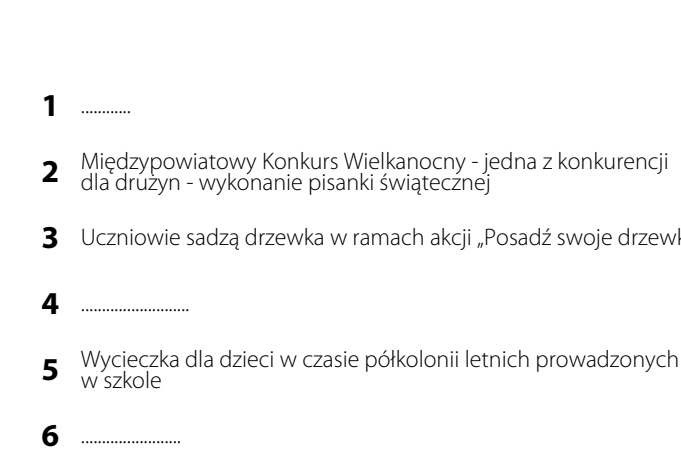 1 ............
2 Międzypowiatowy Konkurs Wielkanocny - jedna z konkurencji
dla drużyn - wykonanie pisanki świątecznej
3 Uczniowie sadzą drzewka w ramach akcji „Posadź swoje
4 ..........................
5 Wycieczka dla dzieci w czasie półkolonii letnich prowadzonych
w szkole
6 ........................